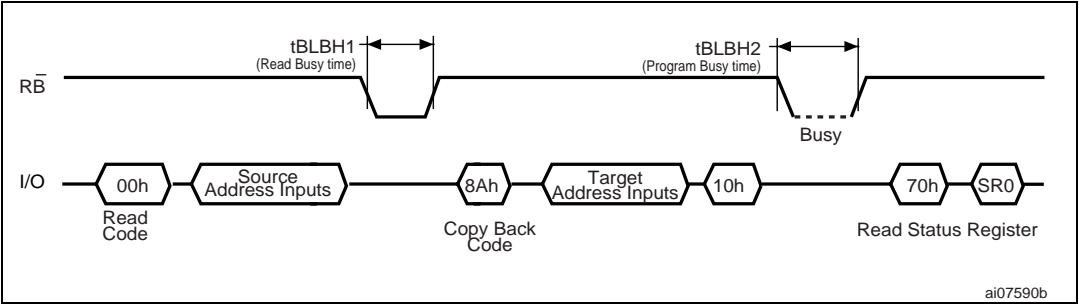 tBLBH1
(Read Busy time)
tBLBH2
(Program Busy time)
RB̅
Busy
I/O
00h
Source
Address Inputs
8Ah
Target
Address Inputs
10h
70h
SR0
Read
Code
Copy Back
Code
Read Status Register
ai07590b